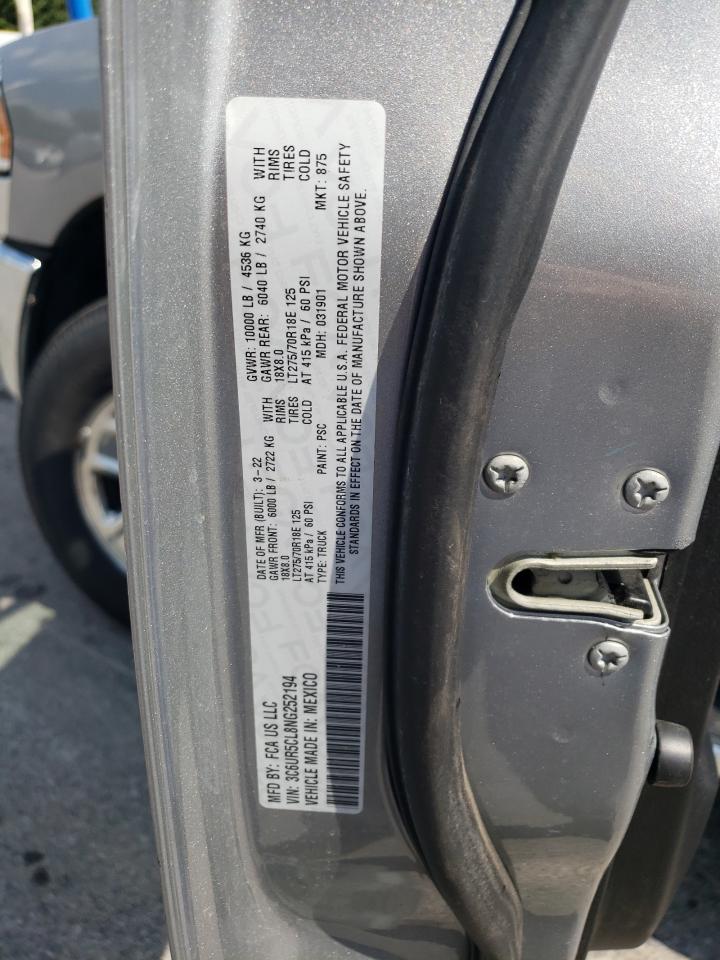 MFD BY: FCA US LLC
DATE OF MFR (BUILT): 3-22
GVWR: 10000 LB / 4536 KG
GAWR FRONT: 6000 LB / 2722 KG WITH
GAWR REAR: 6040 LB / 2740 KG WITH
18X8.0 RIMS
18X8.0 RIMS
LT275/70R18E 125 TIRES
LT275/70R18E 125 TIRES
AT 415 kPa / 60 PSI COLD
AT 415 kPa / 60 PSI COLD
VIN: 3C6UR5CL8NG252194
TYPE: TRUCK PAINT: PSC MDH: 031901 MKT: 875
VEHICLE MADE IN: MEXICO
THIS VEHICLE CONFORMS TO ALL APPLICABLE U.S.A. FEDERAL MOTOR VEHICLE SAFETY
STANDARDS IN EFFECT ON THE DATE OF MANUFACTURE SHOWN ABOVE.